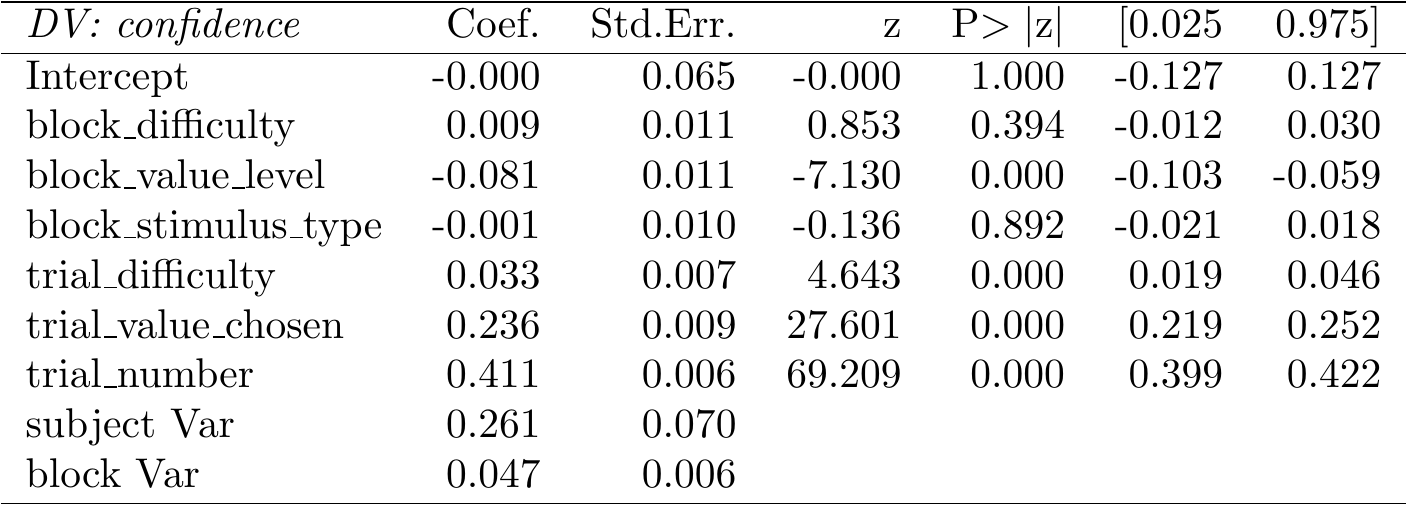 DV: confidence Coef. Std.Err. z P> |z| [0.025 0.975]
Intercept -0.000 0.065 -0.000 1.000 -0.127 0.127
block_difficulty 0.009 0.011 0.853 0.394 -0.012 0.030
block_value_level -0.081 0.011 -7.130 0.000 -0.103 -0.059
block_stimulus_type -0.001 0.010 -0.136 0.892 -0.021 0.018
trial_difficulty 0.033 0.007 4.643 0.000 0.019 0.046
trial_value_chosen 0.236 0.009 27.601 0.000 0.219 0.252
trial_number 0.411 0.006 69.209 0.000 0.399 0.422
subject Var 0.261 0.070
block Var 0.047 0.006